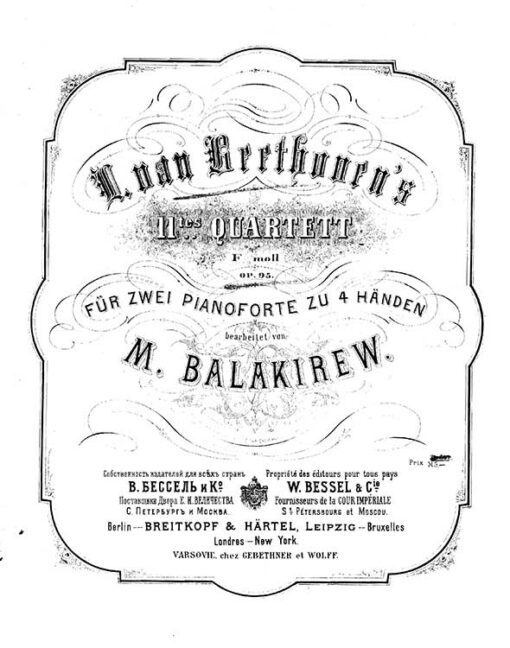 L. van Beethoven's
11tes QUARTETT
F moll
OP. 95.
FÜR ZWEI PIANOFORTE ZU 4 HÄNDEN
bearbeitet von
M. BALAKIREW.
Prix
Собственность издателей для всѣхъ странъ
В. БЕССЕЛЬ и Ко
Поставщики Двора Е. И. ВЕЛИЧЕСТВА
С. ПЕТЕРБУРГЪ и МОСКВА.
Propriété des éditeurs pour tous pays
W. BESSEL & Cie
Fournisseurs de la COUR IMPÉRIALE
St. PÉTERSBOURG et MOSCOU.
Berlin — BREITKOPF & HÄRTEL, LEIPZIG — Bruxelles
Londres — New York.
VARSOVIE, chez GEBETHNER et WOLFF.